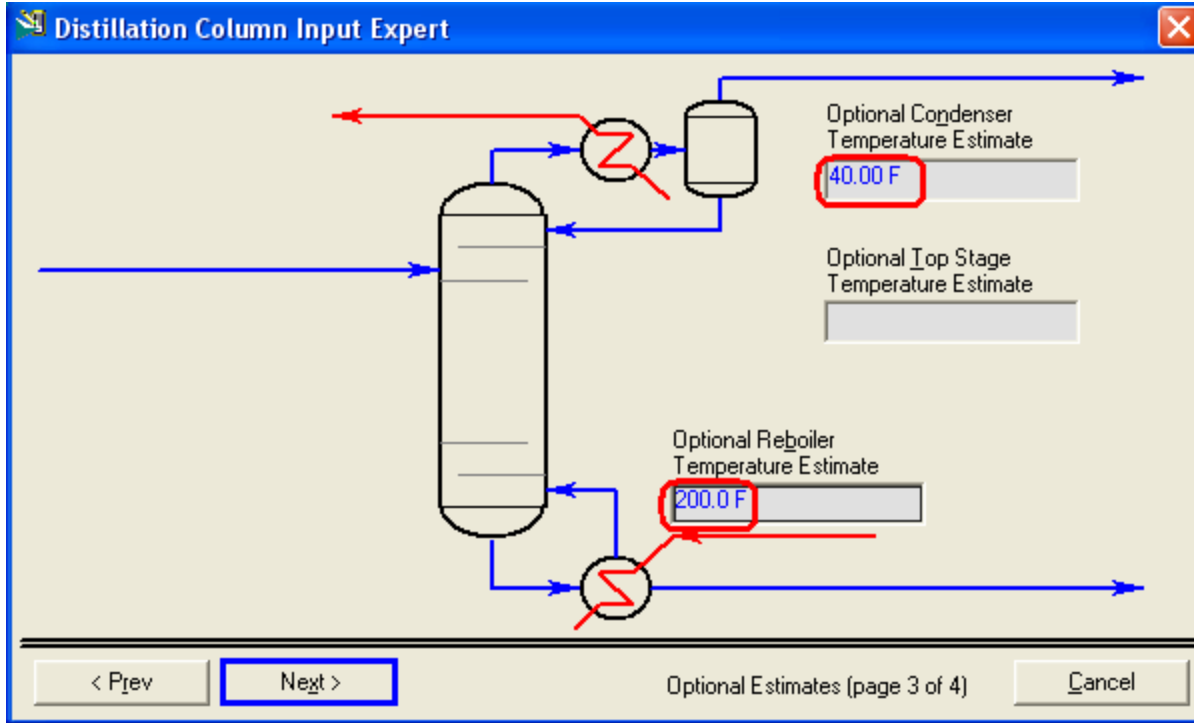 Distillation Column Input Expert
Optional Condenser
Temperature Estimate
40.00 F
Optional Top Stage
Temperature Estimate
Optional Reboiler
Temperature Estimate
200.0 F
< Prev
Next >
Optional Estimates (page 3 of 4)
Cancel